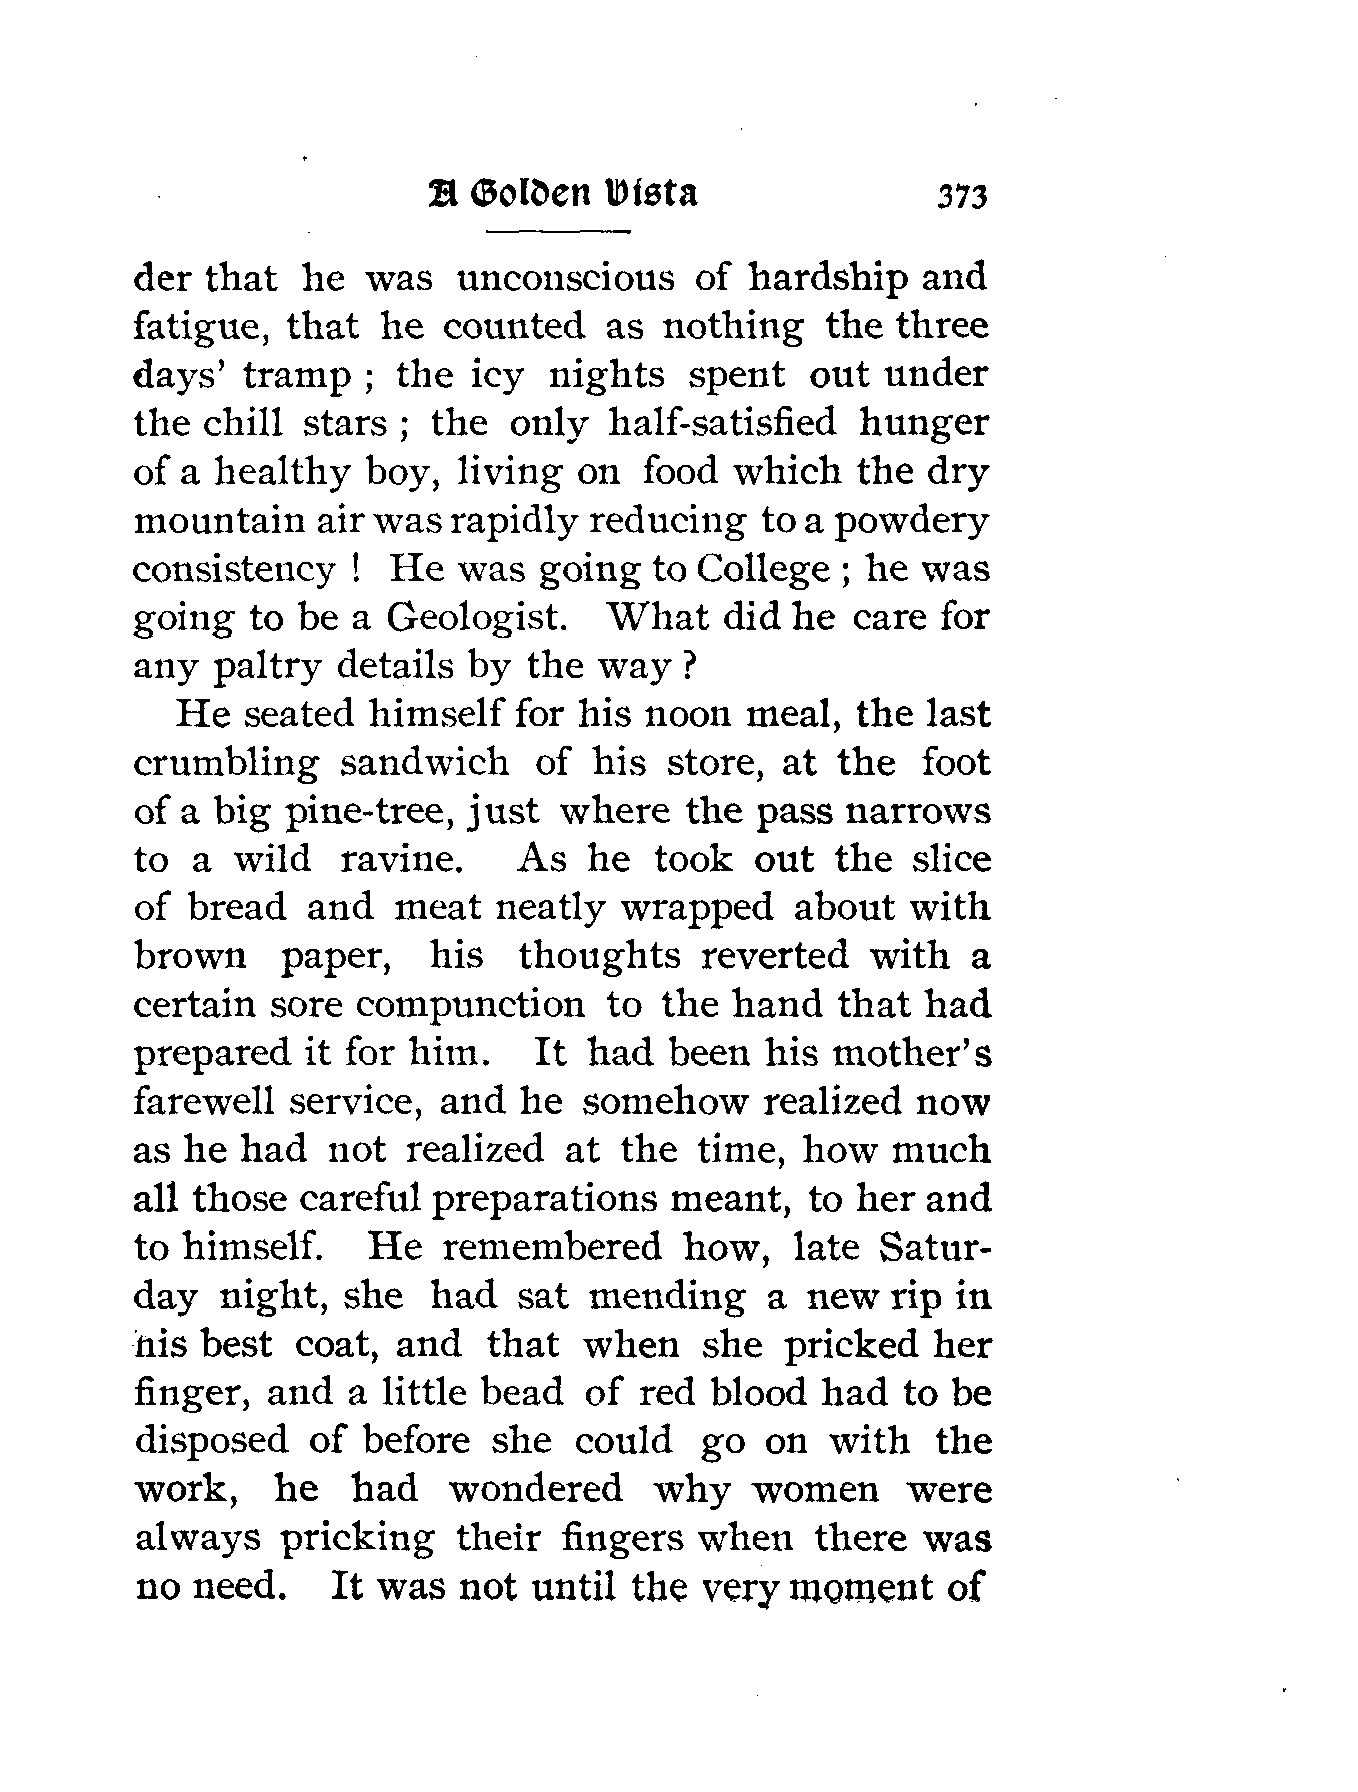 A Golden Vista 373
der that he was unconscious of hardship and
fatigue, that he counted as nothing the three
days' tramp ; the icy nights spent out under
the chill stars ; the only half-satisfied hunger
of a healthy boy, living on food which the dry
mountain air was rapidly reducing to a powdery
consistency ! He was going to College ; he was
going to be a Geologist. What did he care for
any paltry details by the way ?
He seated himself for his noon meal, the last
crumbling sandwich of his store, at the foot
of a big pine-tree, just where the pass narrows
to a wild ravine. As he took out the slice
of bread and meat neatly wrapped about with
brown paper, his thoughts reverted with a
certain sore compunction to the hand that had
prepared it for him. It had been his mother's
farewell service, and he somehow realized now
as he had not realized at the time, how much
all those careful preparations meant, to her and
to himself. He remembered how, late Satur-
day night, she had sat mending a new rip in
his best coat, and that when she pricked her
finger, and a little bead of red blood had to be
disposed of before she could go on with the
work, he had wondered why women were
always pricking their fingers when there was
no need. It was not until the very moment of